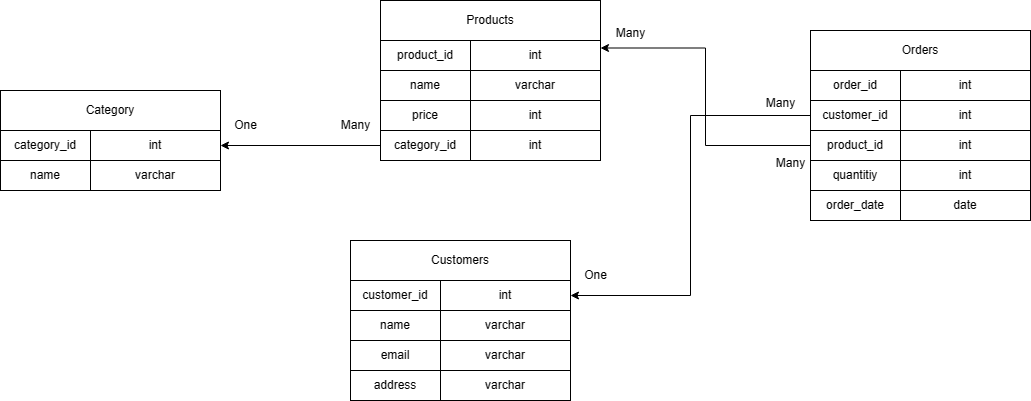 Products
product_id int
name varchar
price int
category_id int
Many
Orders
order_id int
customer_id int
product_id int
quantitiy int
order_date date
Many
Many
Category
category_id int
name varchar
One
Many
Customers
customer_id int
name varchar
email varchar
address varchar
One